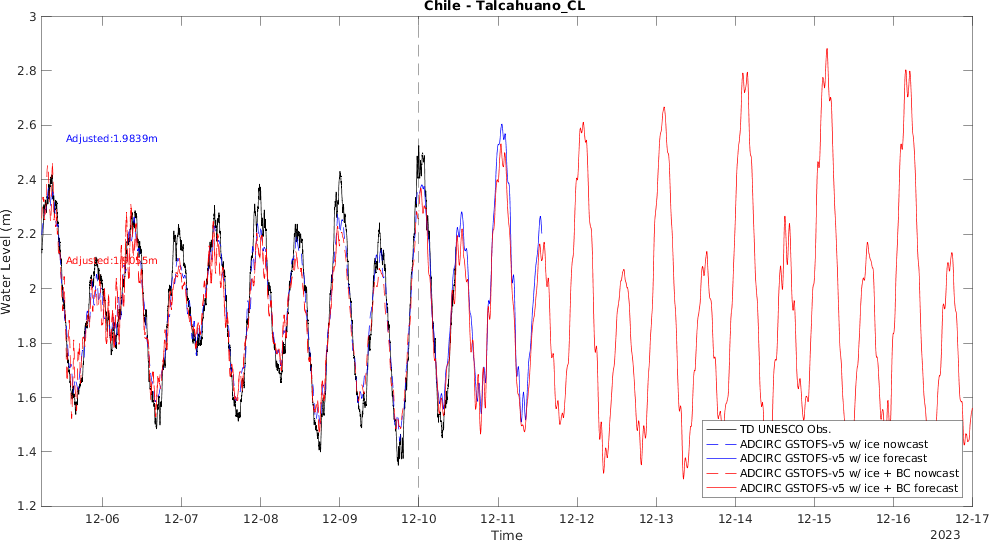 Chile - Talcahuano_CL
3
2.8
2.6
2.4
2.2
2
1.8
1.6
1.4
1.2
Water Level (m)
Adjusted:1.9839m
Adjusted:1.9055m
TD UNESCO Obs.
ADCIRC GSTOFS-v5 w/ ice nowcast
ADCIRC GSTOFS-v5 w/ ice forecast
ADCIRC GSTOFS-v5 w/ ice + BC nowcast
ADCIRC GSTOFS-v5 w/ ice + BC forecast
12-06 12-07 12-08 12-09 12-10 12-11 12-12 12-13 12-14 12-15 12-16 12-17
Time
2023